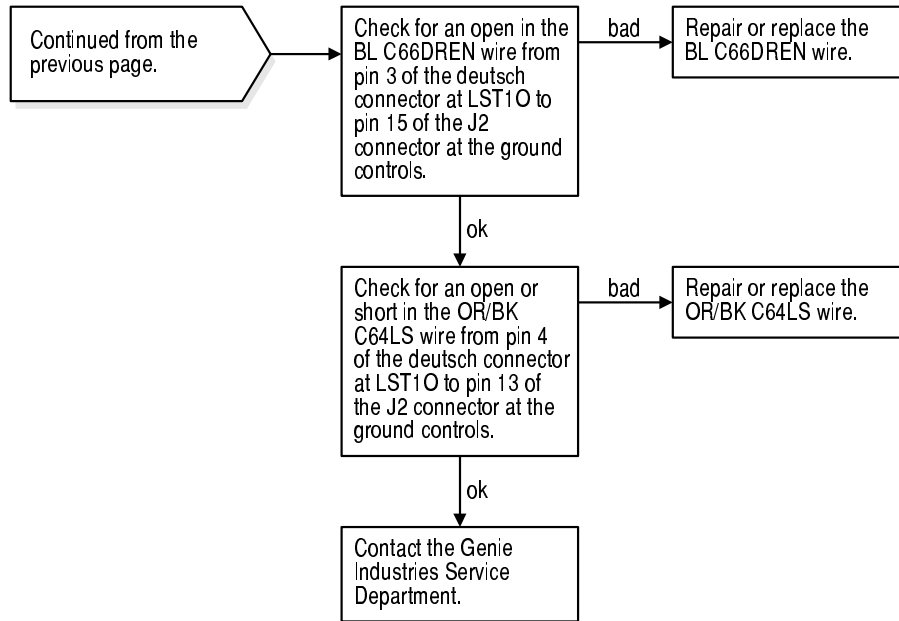 Continued from the
previous page.
Check for an open in the
BL C66DREN wire from
pin 3 of the deutsch
connector at LST1O to
pin 15 of the J2
connector at the ground
controls.
bad
Repair or replace the
BL C66DREN wire.
ok
Check for an open or
short in the OR/BK
C64LS wire from pin 4
of the deutsch connector
at LST1O to pin 13 of
the J2 connector at the
ground controls.
bad
Repair or replace the
OR/BK C64LS wire.
ok
Contact the Genie
Industries Service
Department.